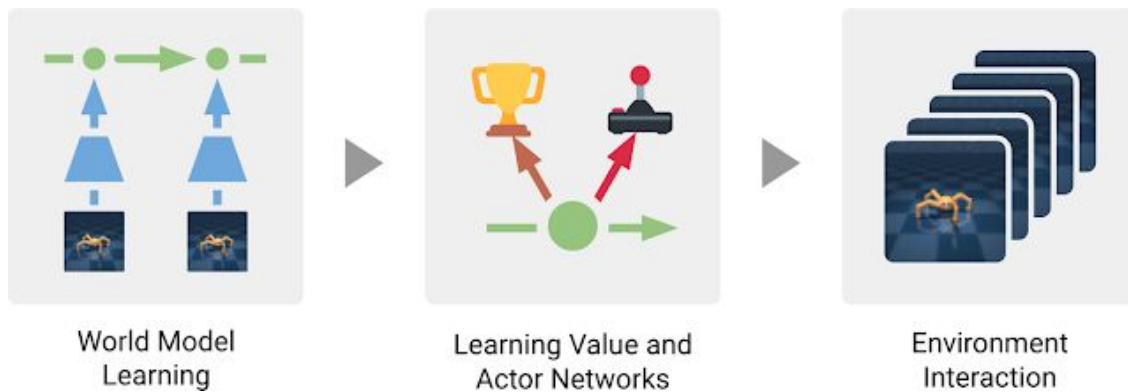 World Model
Learning
Learning Value and
Actor Networks
Environment
Interaction